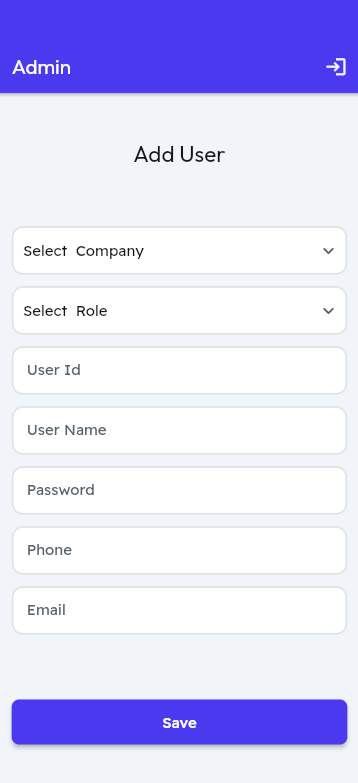 Admin
Add User
Select Company
Select Role
User Id
User Name
Password
Phone
Email
Save